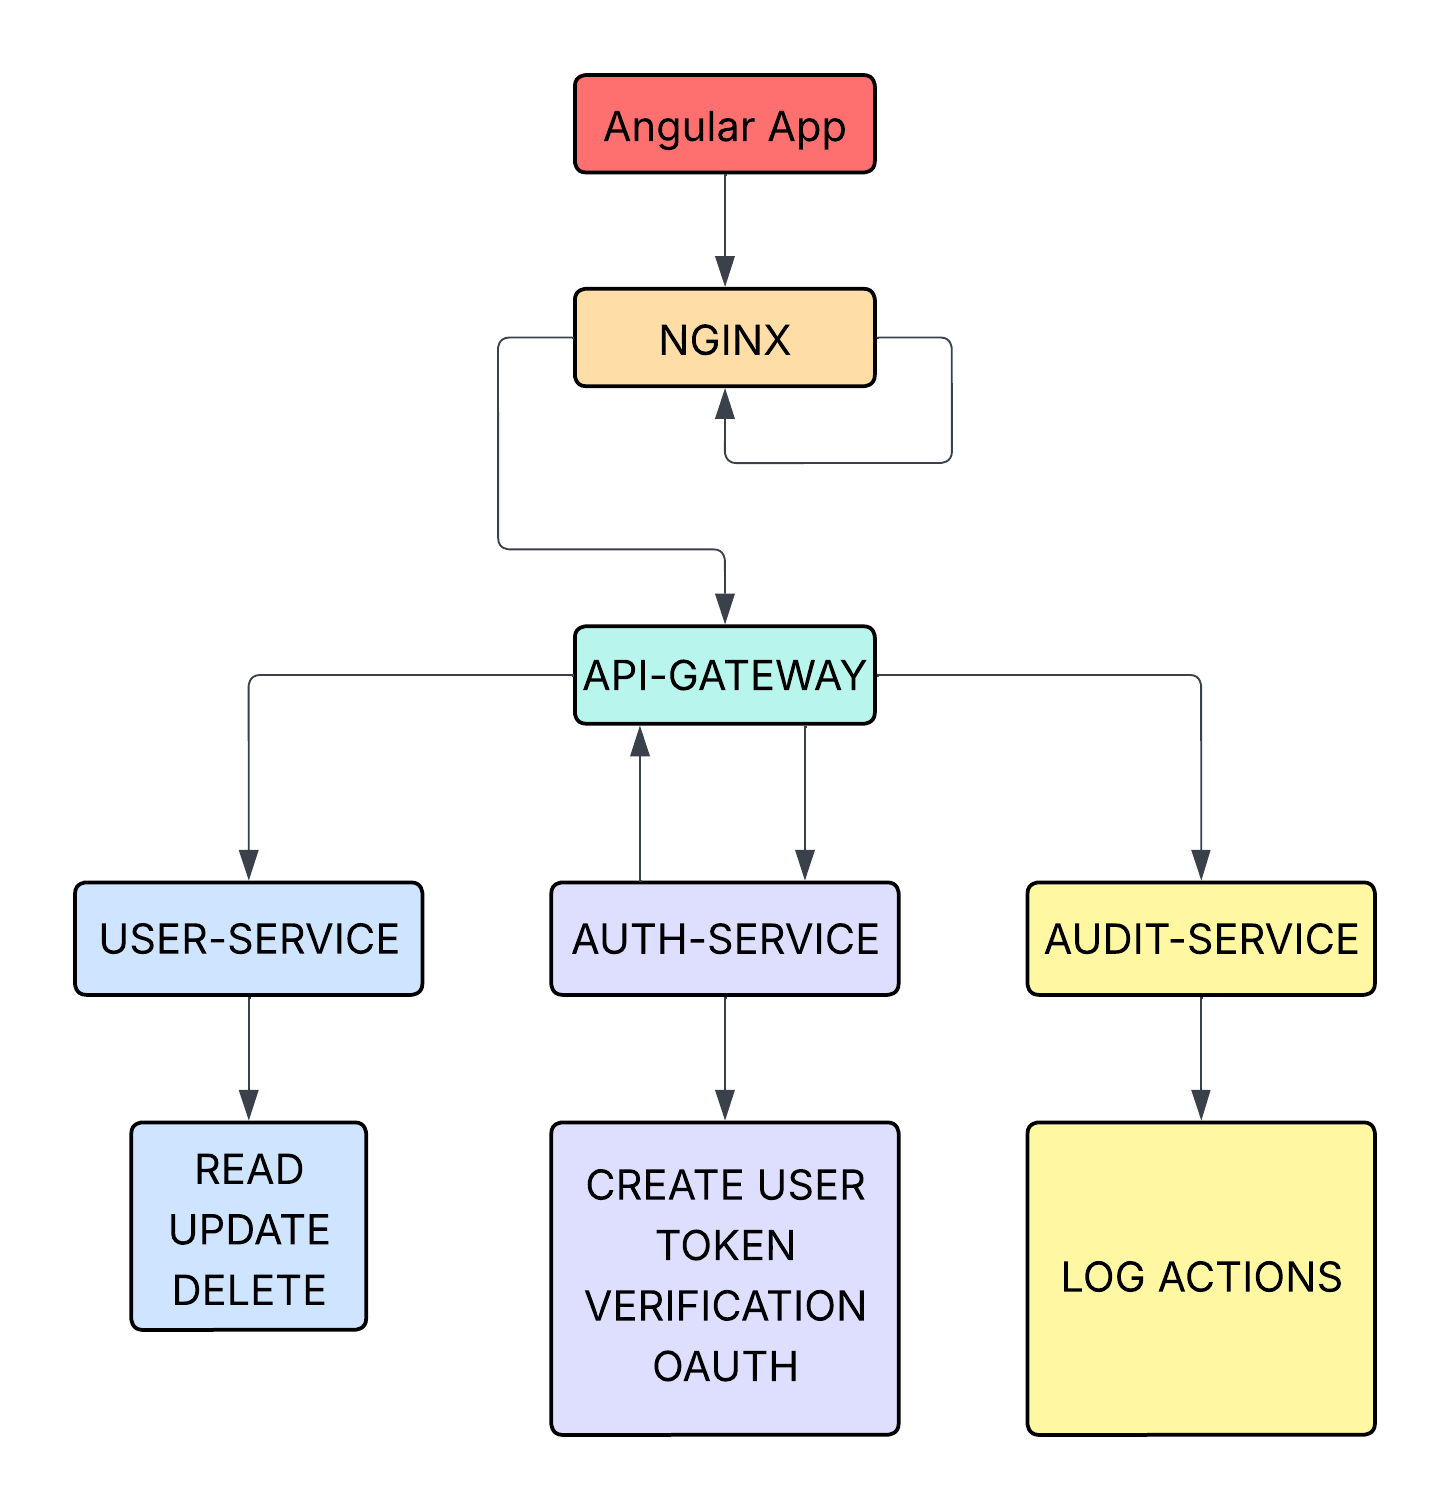 Angular App
NGINX
API-GATEWAY
USER-SERVICE
AUTH-SERVICE
AUDIT-SERVICE
READ
UPDATE
DELETE
CREATE USER
TOKEN
VERIFICATION
OAUTH
LOG ACTIONS